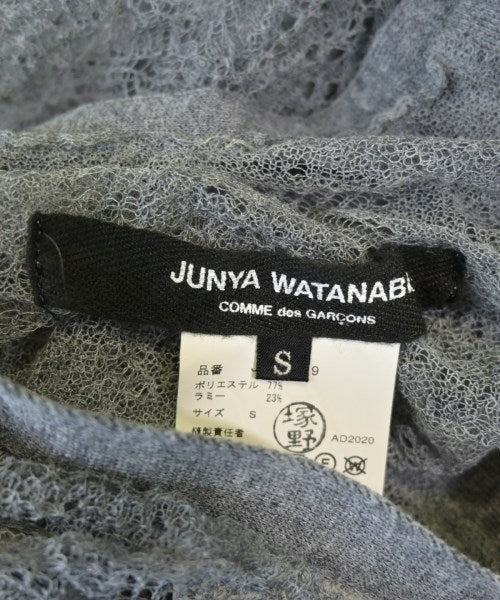 JUNYA WATANABE
COMME des GARÇONS
S
品番 9
ポリエステル 77%
ラミー 23%
サイズ S
縫製責任者
塚野
AD2020
F W